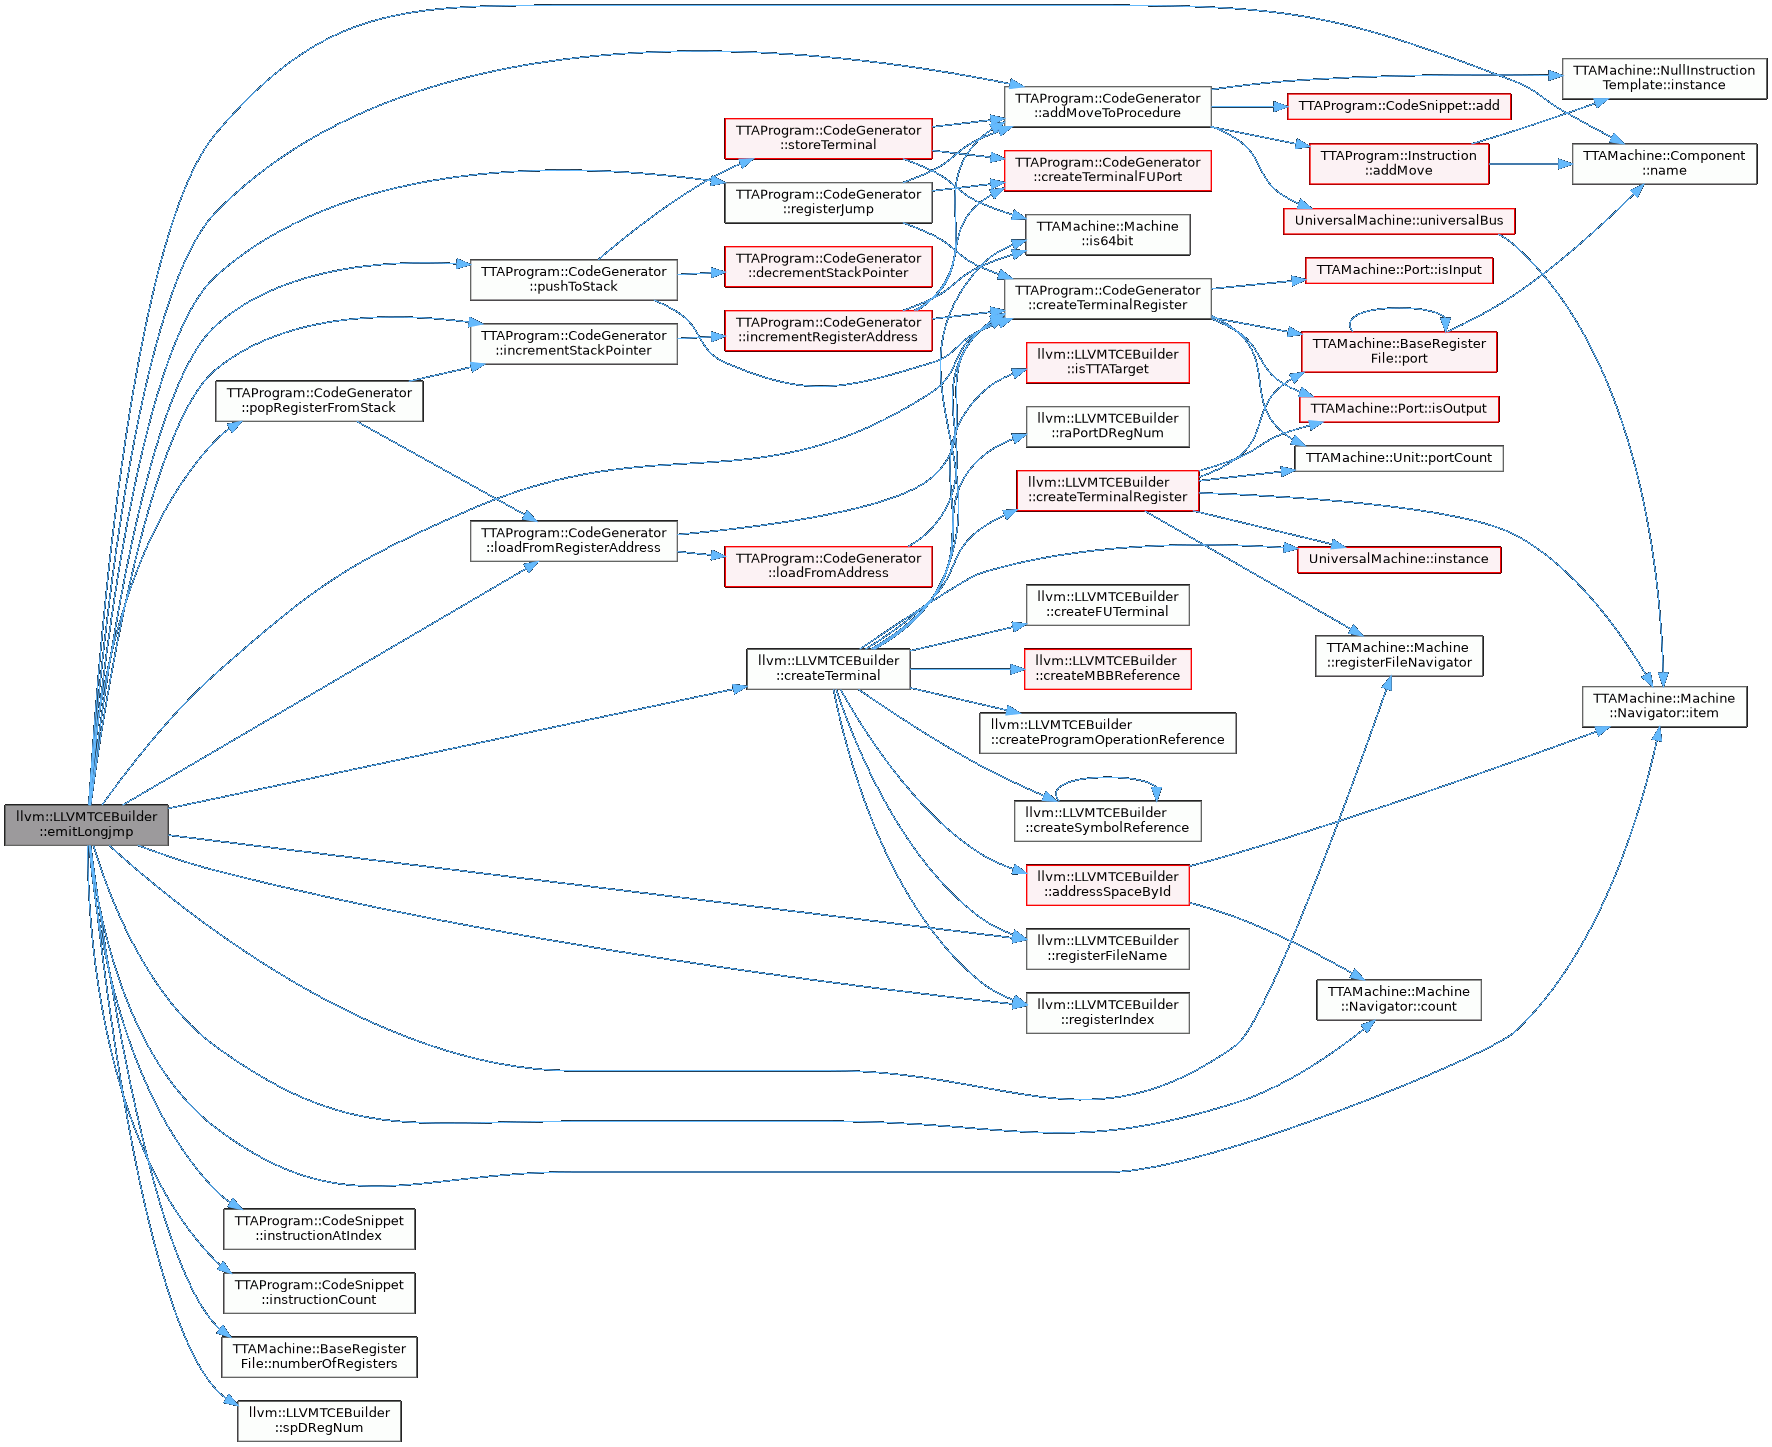 TTAMachine::NullInstruction
Template::instance
TTAProgram::CodeGenerator
::addMoveToProcedure
TTAProgram::CodeSnippet::add
TTAProgram::CodeGenerator
::storeTerminal
TTAProgram::CodeGenerator
::createTerminalFUPort
TTAProgram::Instruction
::addMove
TTAMachine::Component
::name
TTAProgram::CodeGenerator
::registerJump
TTAMachine::Machine
::is64bit
UniversalMachine::universalBus
TTAProgram::CodeGenerator
::pushToStack
TTAProgram::CodeGenerator
::decrementStackPointer
TTAProgram::CodeGenerator
::createTerminalRegister
TTAMachine::Port::isInput
TTAProgram::CodeGenerator
::incrementStackPointer
TTAProgram::CodeGenerator
::incrementRegisterAddress
TTAMachine::BaseRegister
File::port
llvm::LLVMTCEBuilder
::isTTATarget
TTAProgram::CodeGenerator
::popRegisterFromStack
TTAMachine::Port::isOutput
llvm::LLVMTCEBuilder
::raPortDRegNum
TTAMachine::Unit::portCount
llvm::LLVMTCEBuilder
::createTerminalRegister
TTAProgram::CodeGenerator
::loadFromRegisterAddress
TTAProgram::CodeGenerator
::loadFromAddress
UniversalMachine::instance
llvm::LLVMTCEBuilder
::createFUTerminal
TTAMachine::Machine
::registerFileNavigator
llvm::LLVMTCEBuilder
::createTerminal
llvm::LLVMTCEBuilder
::createMBBReference
TTAMachine::Machine
::Navigator::item
llvm::LLVMTCEBuilder
::createProgramOperationReference
llvm::LLVMTCEBuilder
::emitLongjmp
llvm::LLVMTCEBuilder
::createSymbolReference
llvm::LLVMTCEBuilder
::addressSpaceById
llvm::LLVMTCEBuilder
::registerFileName
TTAMachine::Machine
::Navigator::count
llvm::LLVMTCEBuilder
::registerIndex
TTAProgram::CodeSnippet
::instructionAtIndex
TTAProgram::CodeSnippet
::instructionCount
TTAMachine::BaseRegister
File::numberOfRegisters
llvm::LLVMTCEBuilder
::spDRegNum